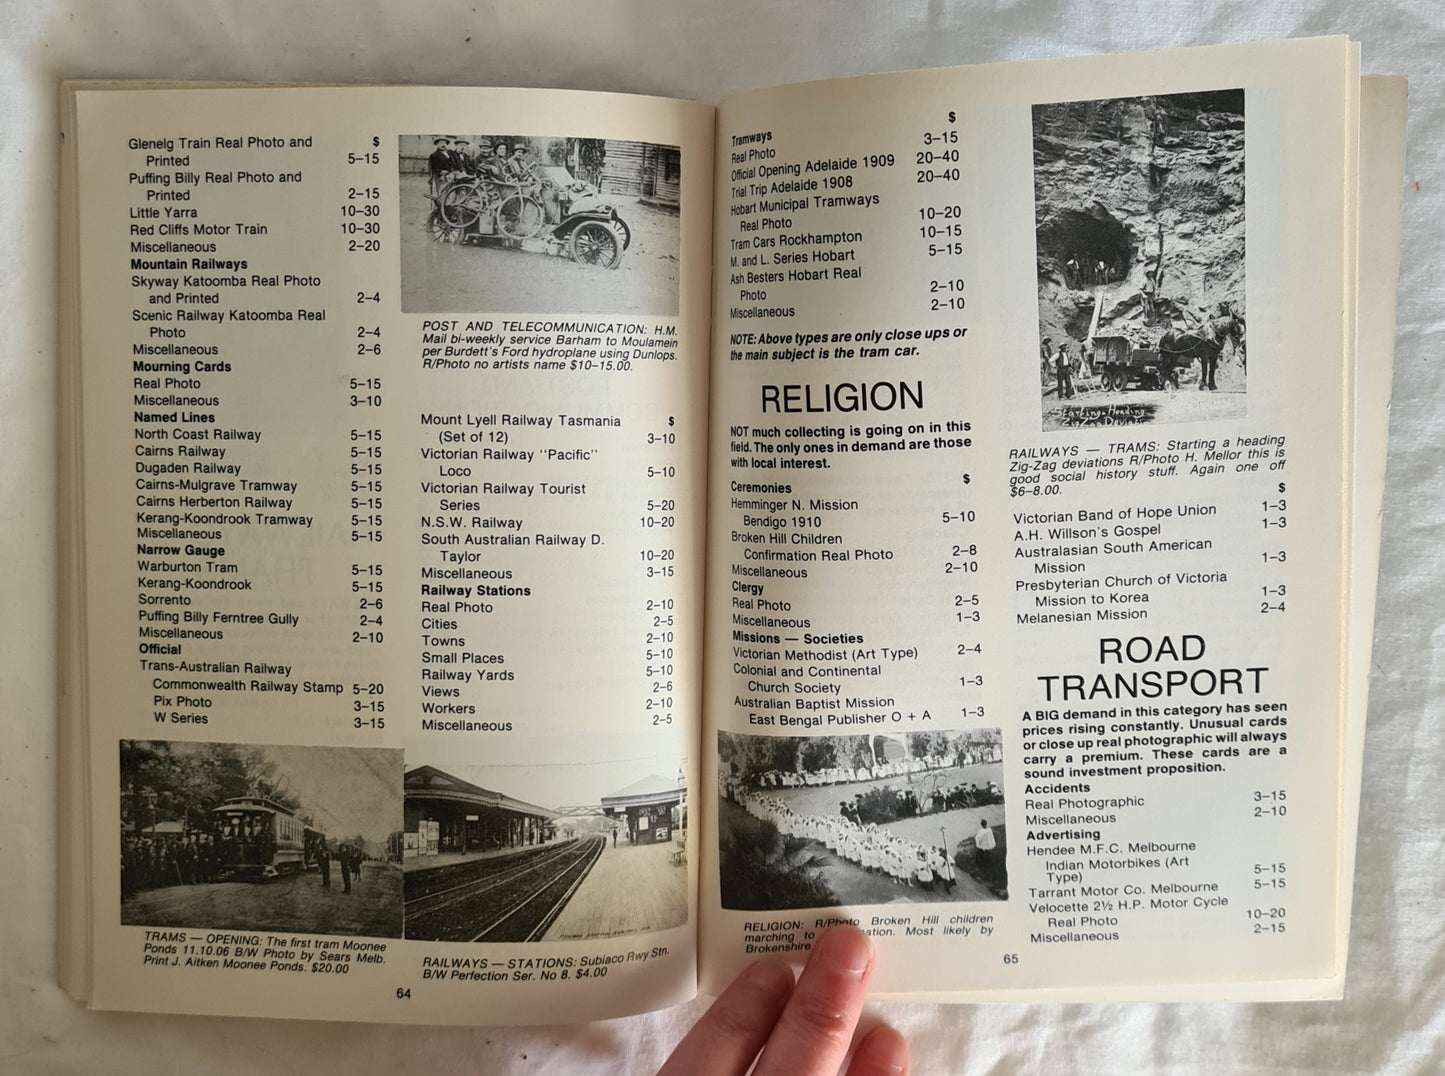 Glenelg Train Real Photo and $
Printed 5–15
Puffing Billy Real Photo and
Printed 2–15
Little Yarra 10–30
Red Cliffs Motor Train 10–30
Miscellaneous 2–20
Mountain Railways
Skyway Katoomba Real Photo
and Printed 2–4
Scenic Railway Katoomba Real
Photo 2–4
Miscellaneous 2–6
Mourning Cards
Real Photo 5–15
Miscellaneous 3–10
Named Lines
North Coast Railway 5–15
Cairns Railway 5–15
Dugaden Railway 5–15
Cairns-Mulgrave Tramway 5–15
Cairns Herberton Railway 5–15
Kerang-Koondrook Tramway 5–15
Miscellaneous 5–15
Narrow Gauge
Warburton Tram 5–15
Kerang-Koondrook 5–15
Sorrento 2–6
Puffing Billy Ferntree Gully 2–4
Miscellaneous 2–10
Official
Trans-Australian Railway
Commonwealth Railway Stamp 5–20
Pix Photo 3–15
W Series 3–15
TRAMS — OPENING: The first tram Moonee
Ponds 11.10.06 B/W Photo by Sears Melb.
Print J. Aitken Moonee Ponds. $20.00
POST AND TELECOMMUNICATION: H.M.
Mail bi-weekly service Barham to Moulamein
per Burdett's Ford hydroplane using Dunlops.
R/Photo no artists name $10–15.00.
Mount Lyell Railway Tasmania $
(Set of 12) 3–10
Victorian Railway "Pacific"
Loco 5–10
Victorian Railway Tourist
Series 5–20
N.S.W. Railway 10–20
South Australian Railway D.
Taylor 10–20
Miscellaneous 3–15
Railway Stations
Real Photo 2–10
Cities 2–5
Towns 2–10
Small Places 5–10
Railway Yards 5–10
Views 2–6
Workers 2–10
Miscellaneous 2–5
RAILWAYS — STATIONS: Subiaco Rwy Stn.
B/W Perfection Ser. No 8. $4.00
64
$
Tramways
Real Photo 3–15
Official Opening Adelaide 1909 20–40
Trial Trip Adelaide 1908 20–40
Hobart Municipal Tramways
Real Photo 10–20
Tram Cars Rockhampton 10–15
M. and L. Series Hobart 5–15
Ash Besters Hobart Real
Photo 2–10
Miscellaneous 2–10
NOTE: Above types are only close ups or
the main subject is the tram car.
RELIGION
NOT much collecting is going on in this
field. The only ones in demand are those
with local interest.
$
Ceremonies
Hemminger N. Mission
Bendigo 1910 5–10
Broken Hill Children
Confirmation Real Photo 2–8
Miscellaneous 2–10
Clergy
Real Photo 2–5
Miscellaneous 1–3
Missions — Societies
Victorian Methodist (Art Type) 2–4
Colonial and Continental
Church Society 1–3
Australian Baptist Mission
East Bengal Publisher O + A 1–3
RELIGION: R/Photo Broken Hill children
marching to Most likely by
Brokenshire
Starting a Heading
Zig Zag
RAILWAYS — TRAMS: Starting a heading
Zig-Zag deviations R/Photo H. Mellor this is
good social history stuff. Again one off
$6–8.00.
$
Victorian Band of Hope Union 1–3
A.H. Willson's Gospel 1–3
Australasian South American
Mission 1–3
Presbyterian Church of Victoria
Mission to Korea 1–3
Melanesian Mission 2–4
ROAD
TRANSPORT
A BIG demand in this category has seen
prices rising constantly. Unusual cards
or close up real photographic will always
carry a premium. These cards are a
sound investment proposition.
Accidents
Real Photographic 3–15
Miscellaneous 2–10
Advertising
Hendee M.F.C. Melbourne
Indian Motorbikes (Art
Type) 5–15
Tarrant Motor Co. Melbourne 5–15
Velocette 2½ H.P. Motor Cycle
Real Photo 10–20
Miscellaneous 2–15
65